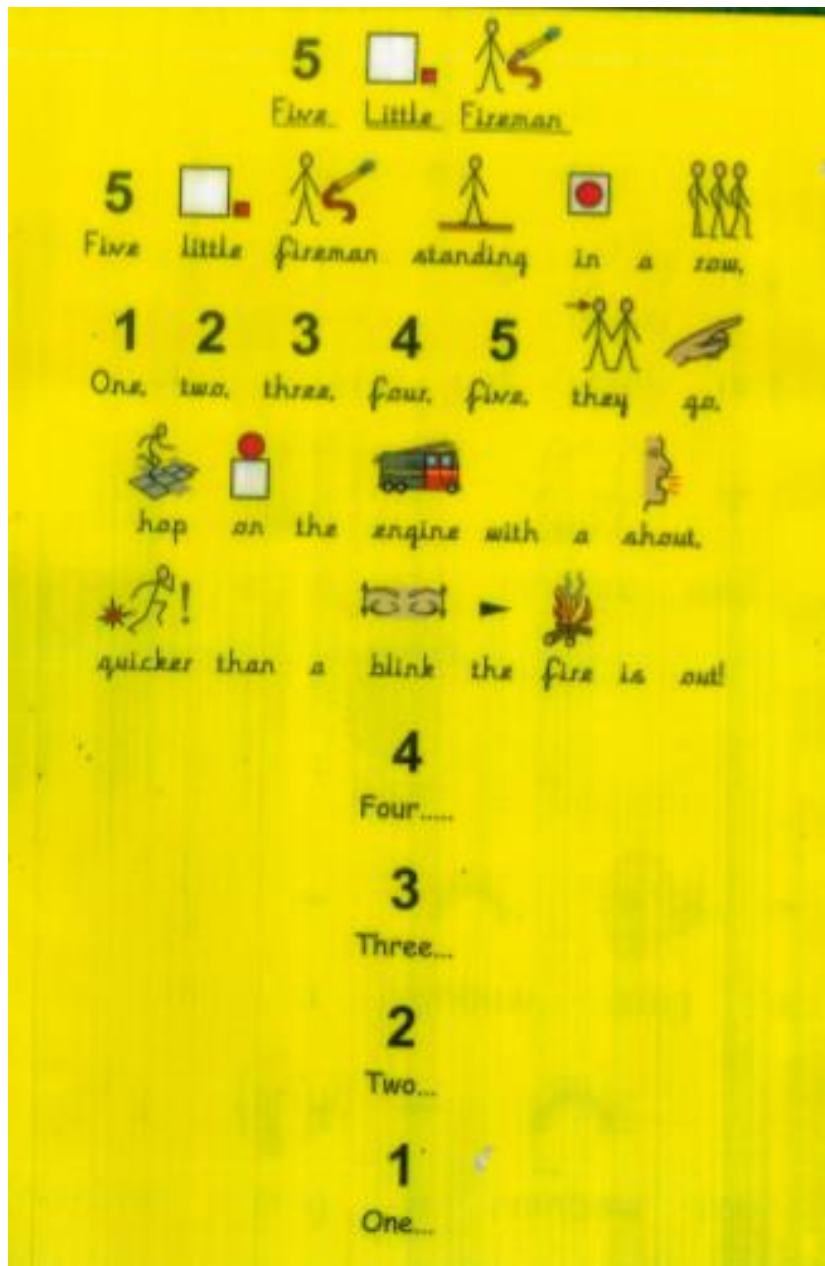 5
Five Little Fireman
5
Five little fireman standing in a row,
1 2 3 4 5
One, two, three, four, five, they go,
hop on the engine with a shout,
!
quicker than a blink the fire is out!
4
Four.....
3
Three...
2
Two...
1
One...